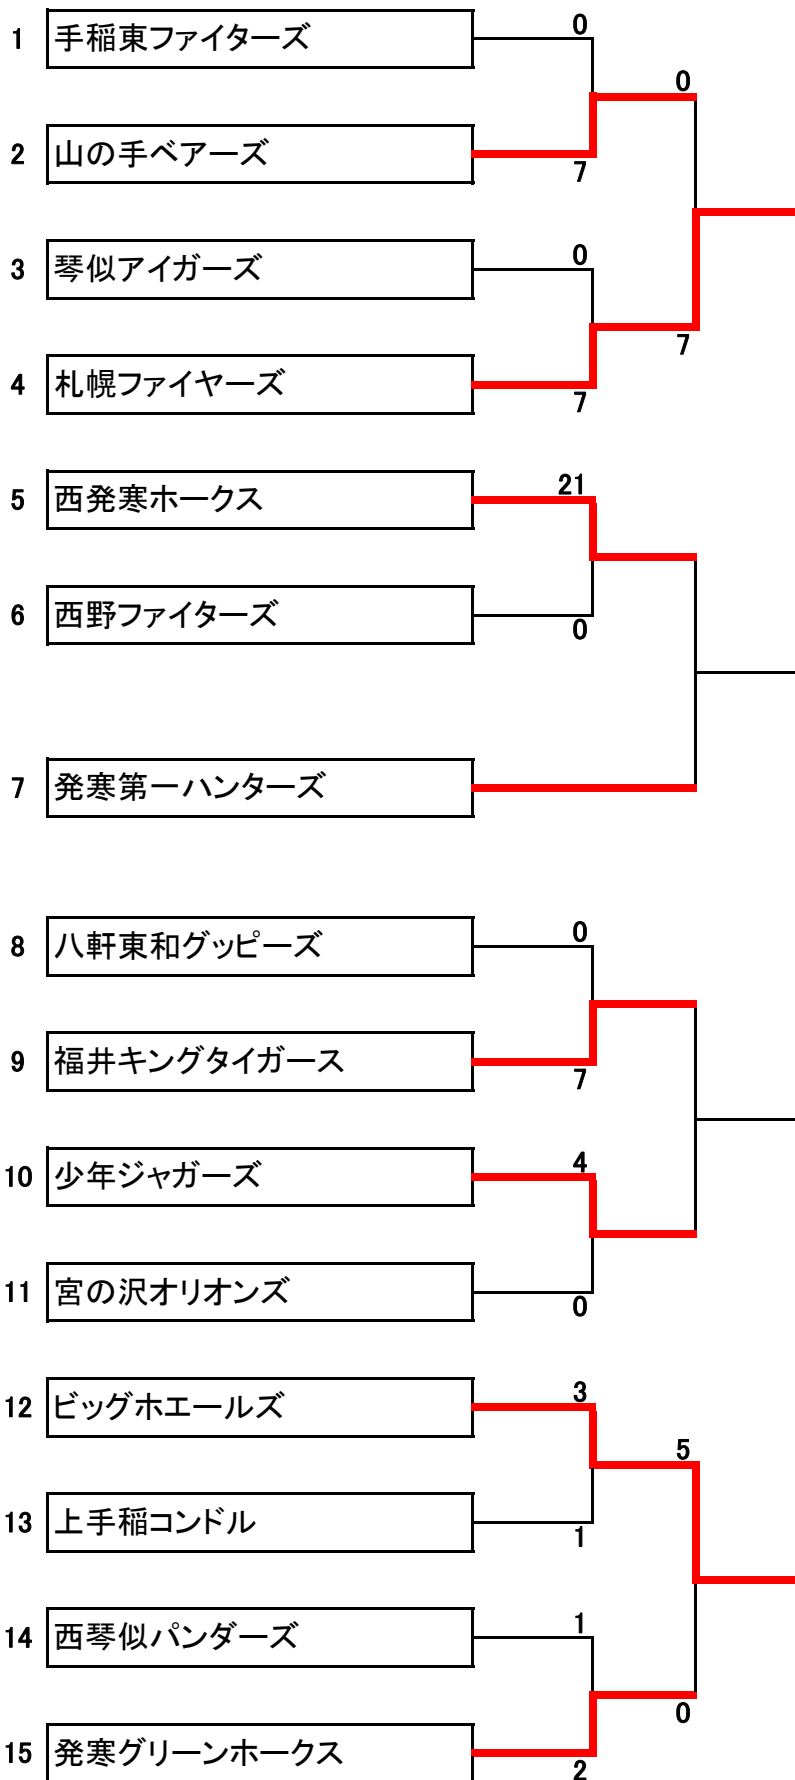 0
1 手稲東ファイターズ
0
2 山の手ベアーズ
7
0
3 琴似アイガーズ
7
4 札幌ファイヤーズ
7
21
5 西発寒ホークス
6 西野ファイターズ
0
7 発寒第一ハンターズ
0
8 八軒東和グッピーズ
9 福井キングタイガース
7
4
10 少年ジャガーズ
11 宮の沢オリオンズ
0
3
12 ビッグホエールズ
5
13 上手稲コンドル
1
1
14 西琴似パンダーズ
0
15 発寒グリーンホークス
2